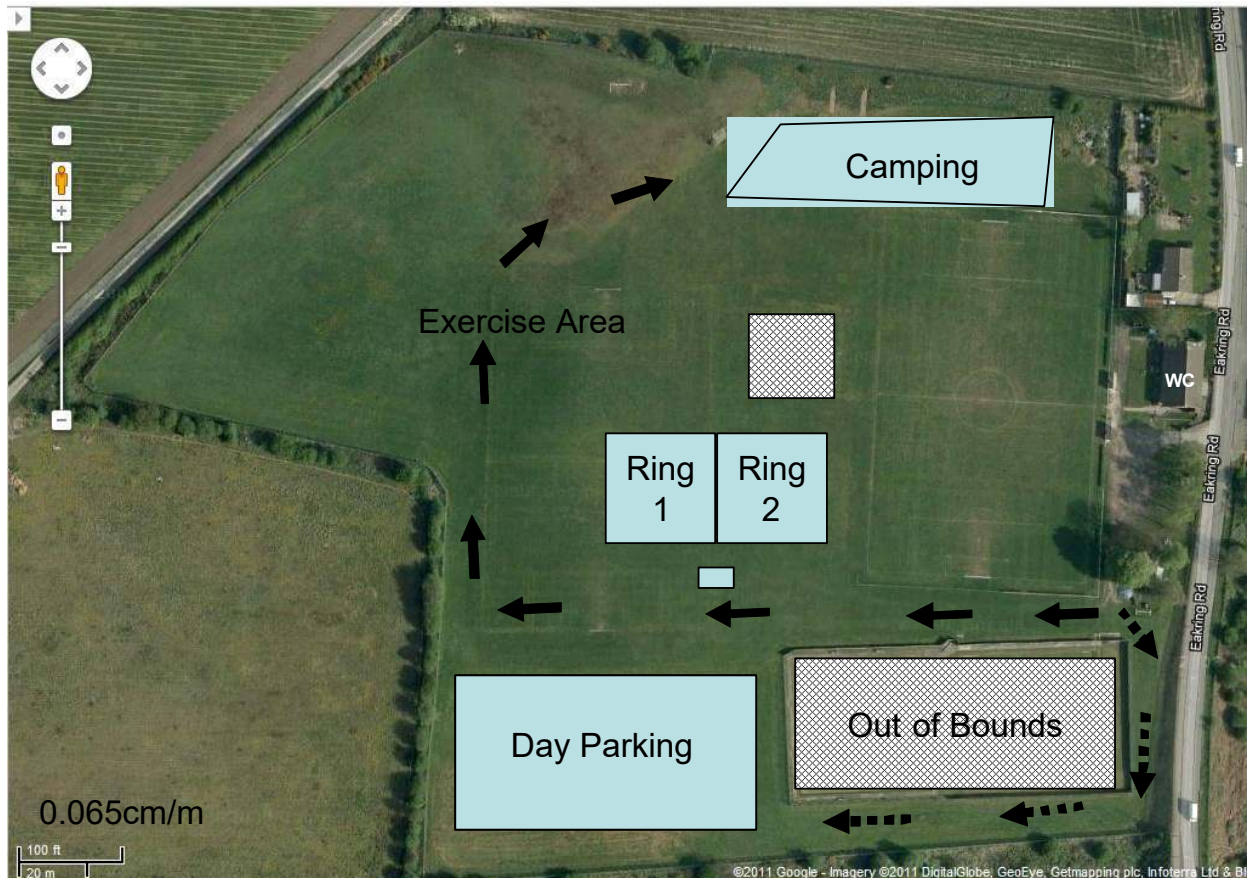 ring Rd
Camping
Exercise Area
Eakring Rd
WC
Eakring Rd
Ring
1
Ring
2
Eakring Rd
Out of Bounds
Day Parking
0.065cm/m
100 ft
20 m
©2011 Google - Imagery ©2011 DigitalGlobe, GeoEye, Getmapping plc, Infoterra Ltd & Bl